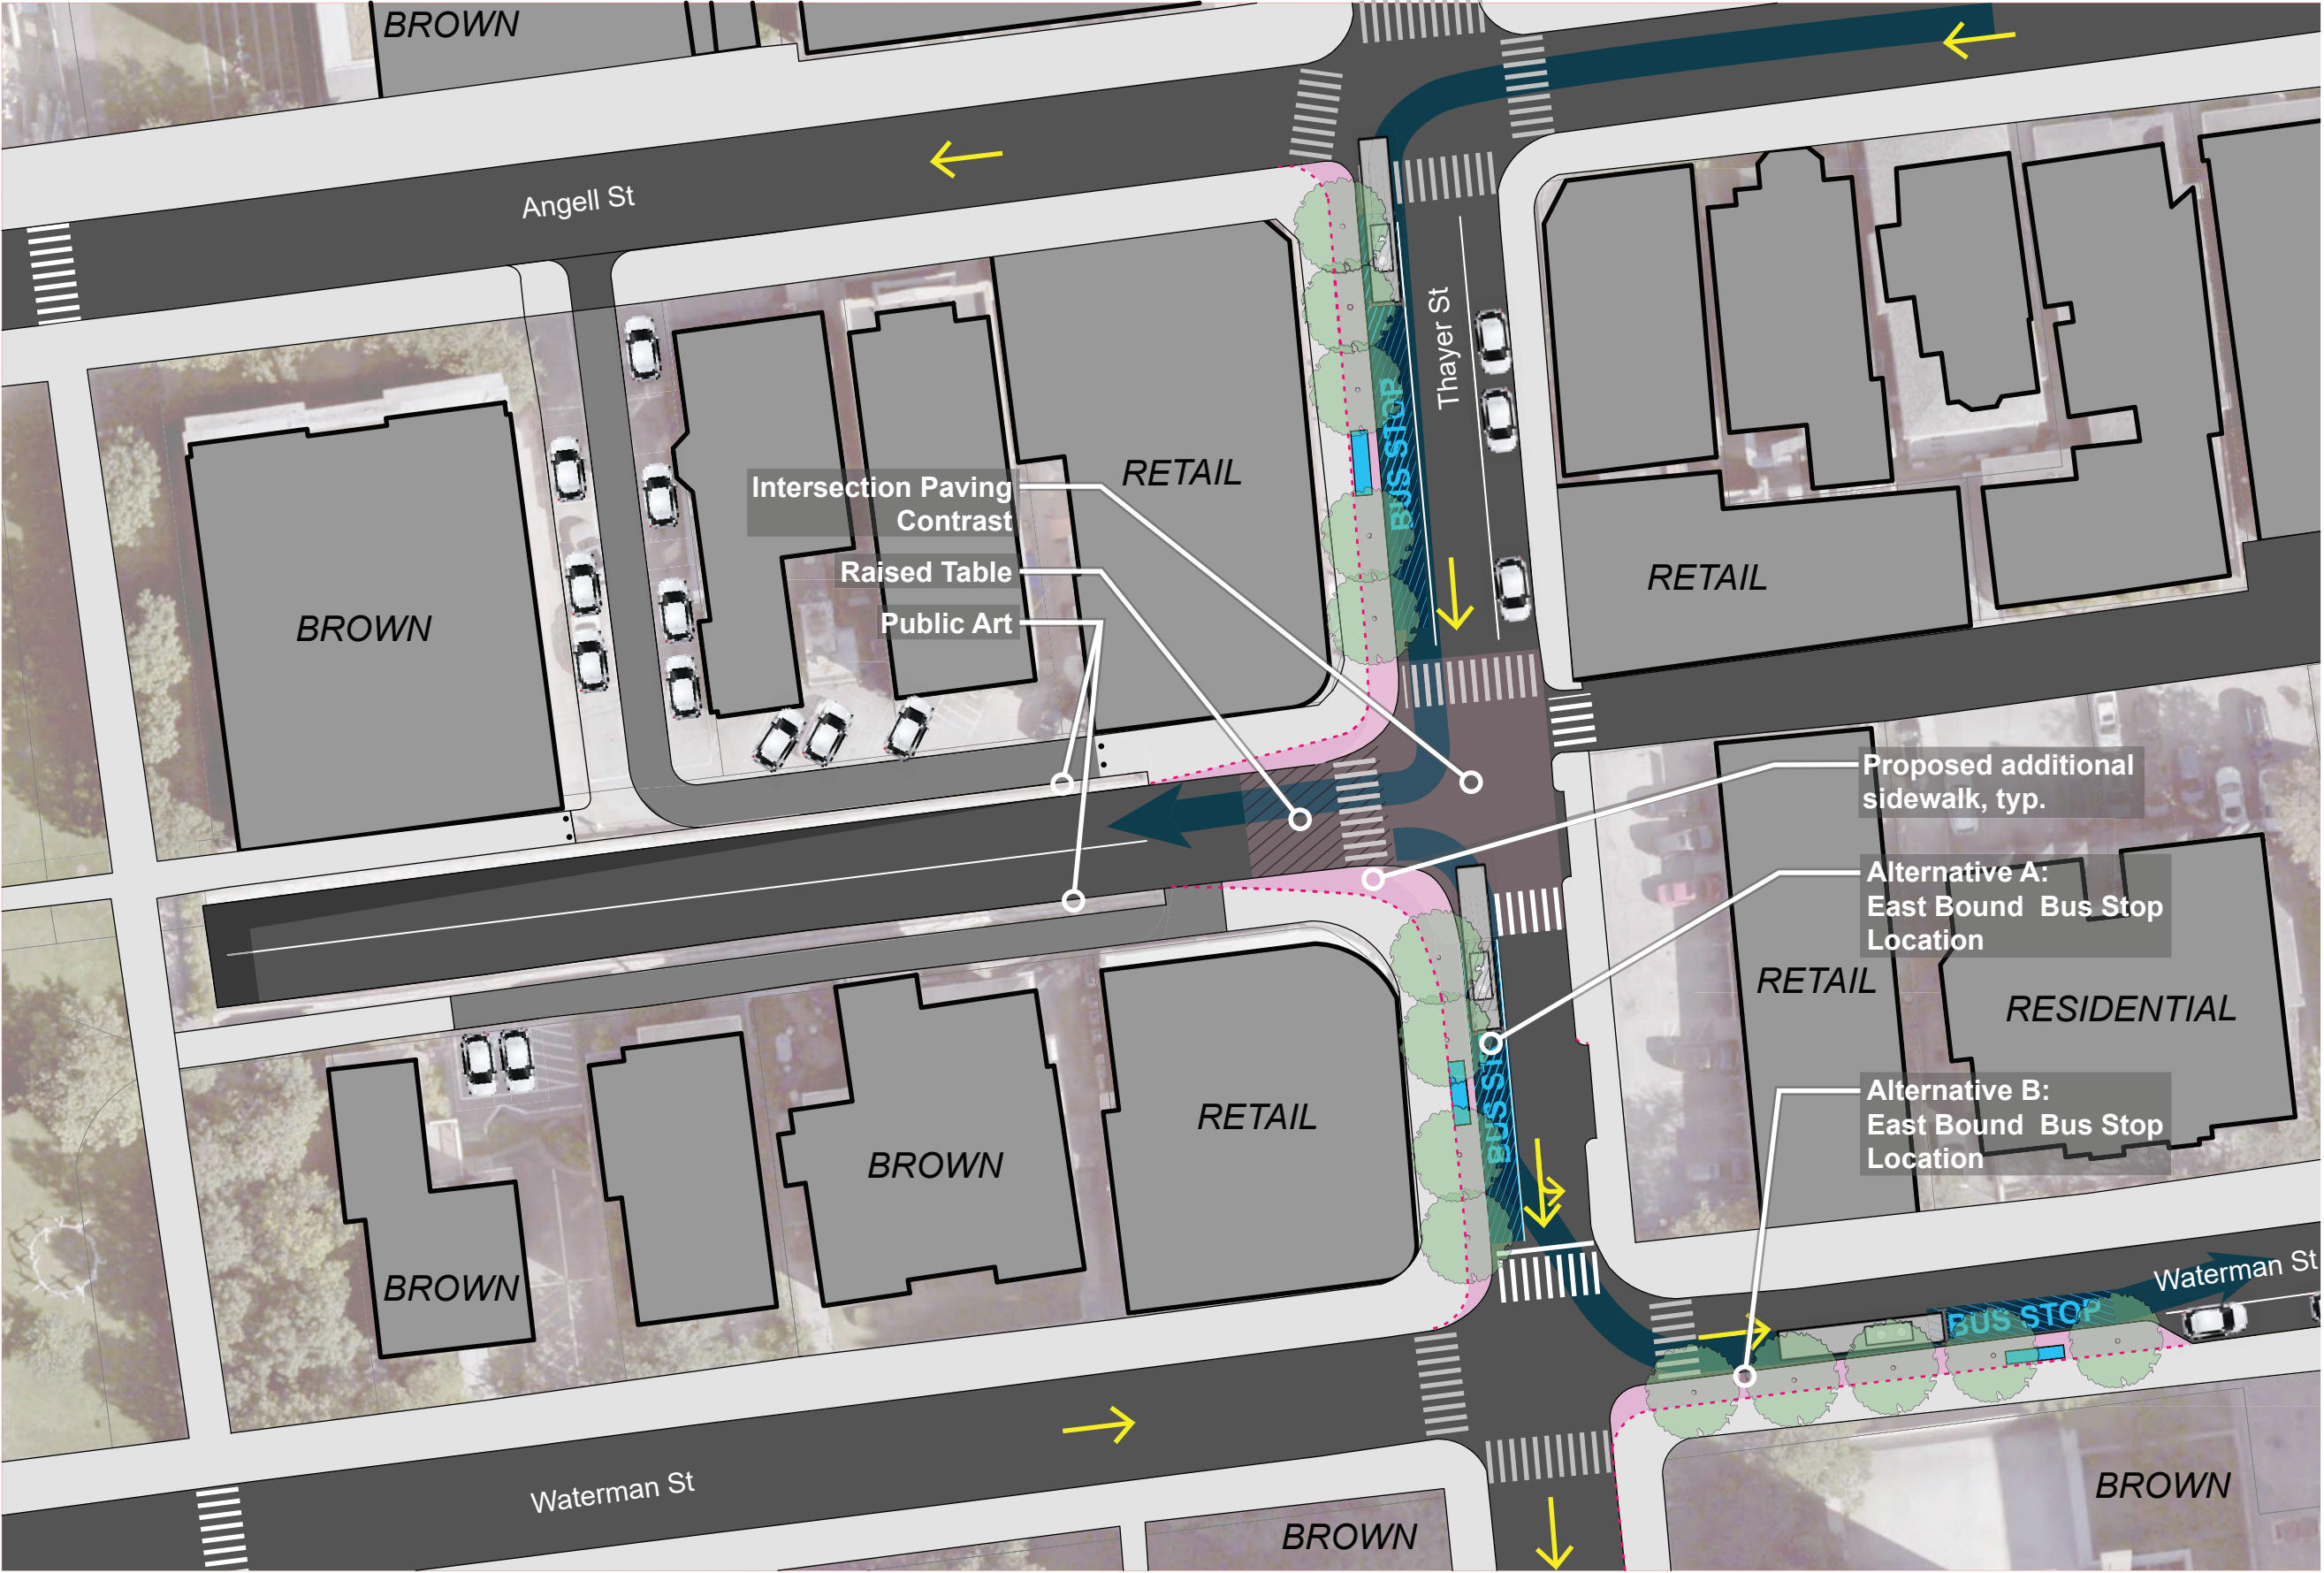 BROWN
Angell St
Thayer St
BUS STOP
RETAIL
Intersection Paving
Contrast
Raised Table
Public Art
RETAIL
BROWN
Proposed additional
sidewalk, typ.
Alternative A:
East Bound Bus Stop
Location
RETAIL
RESIDENTIAL
Alternative B:
East Bound Bus Stop
Location
RETAIL
BROWN
BROWN
Waterman St
BUS STOP
Waterman St
BROWN
BROWN